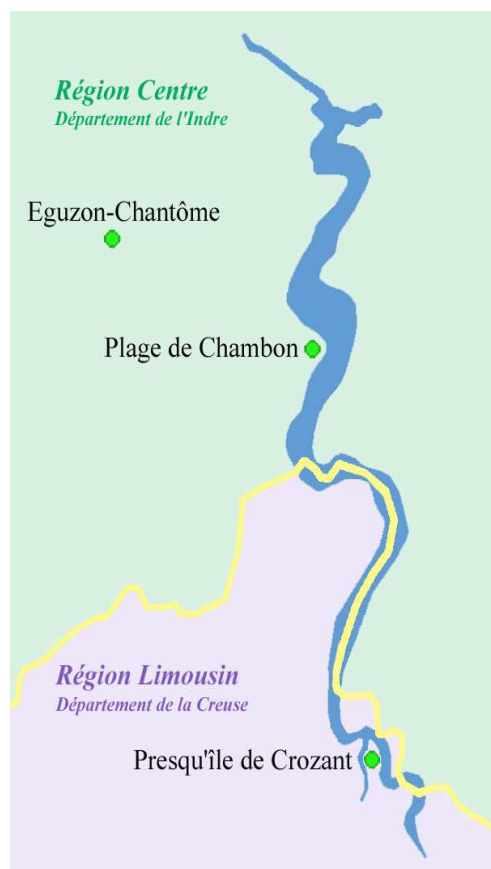 Région Centre
Département de l'Indre
Eguzon-Chantôme
Plage de Chambon
Région Limousin
Département de la Creuse
Presqu'île de Crozant